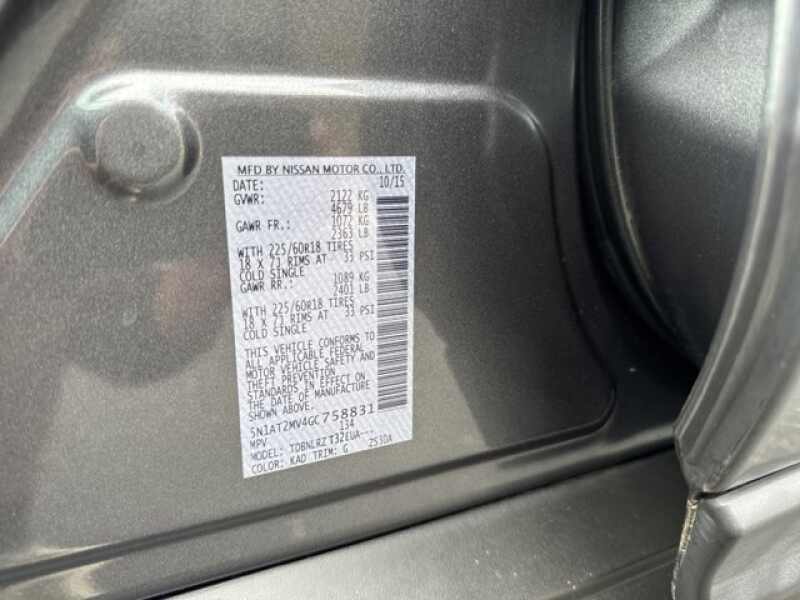 MFD BY NISSAN MOTOR CO., LTD.
DATE: 10/15
GVWR: 2122 KG
4679 LB
GAWR FR.: 1072 KG
2363 LB
WITH 225/60R18 TIRES
18 X 7J RIMS AT 33 PSI
COLD SINGLE
GAWR RR.: 1089 KG
2401 LB
WITH 225/60R18 TIRES
18 X 7J RIMS AT 33 PSI
COLD SINGLE
THIS VEHICLE CONFORMS TO
ALL APPLICABLE FEDERAL
MOTOR VEHICLE SAFETY AND
THEFT PREVENTION
STANDARDS IN EFFECT ON
THE DATE OF MANUFACTURE
SHOWN ABOVE.
5N1AT2MV4GC758831
MPV 134
MODEL:
COLOR: KAD TRIM: G